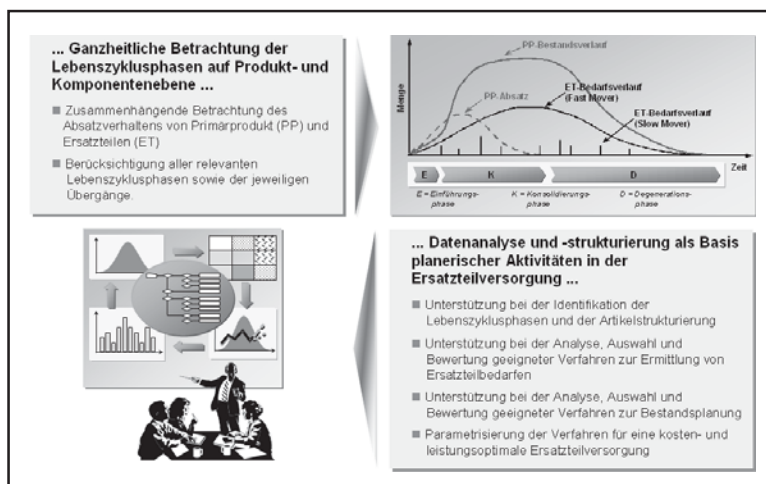 ... Ganzheitliche Betrachtung der
Lebenszyklusphasen auf Produkt- und
Komponentenebene ...
Zusammenhängende Betrachtung des
Absatzverhaltens von Primärprodukt (PP) und
Ersatzteilen (ET)
Berücksichtigung aller relevanten
Lebenszyklusphasen sowie der jeweiligen
Übergänge.
Menge
PP-Bestandsverlauf
PP-Absatz
ET-Bedarfsverlauf
(Fast Mover)
ET-Bedarfsverlauf
(Slow Mover)
Zeit
E
K
D
E = Einführungs-
phase
K = Konsolidierungs-
phase
D = Degenerations-
phase
... Datenanalyse und -strukturierung als Basis
planerischer Aktivitäten in der
Ersatzteilversorgung ...
Unterstützung bei der Identifikation der
Lebenszyklusphasen und der Artikelstrukturierung
Unterstützung bei der Analyse, Auswahl und
Bewertung geeigneter Verfahren zur Ermittlung von
Ersatzteilbedarfen
Unterstützung bei der Analyse, Auswahl und
Bewertung geeigneter Verfahren zur Bestandsplanung
Parametrisierung der Verfahren für eine kosten- und
leistungsoptimale Ersatzteilversorgung